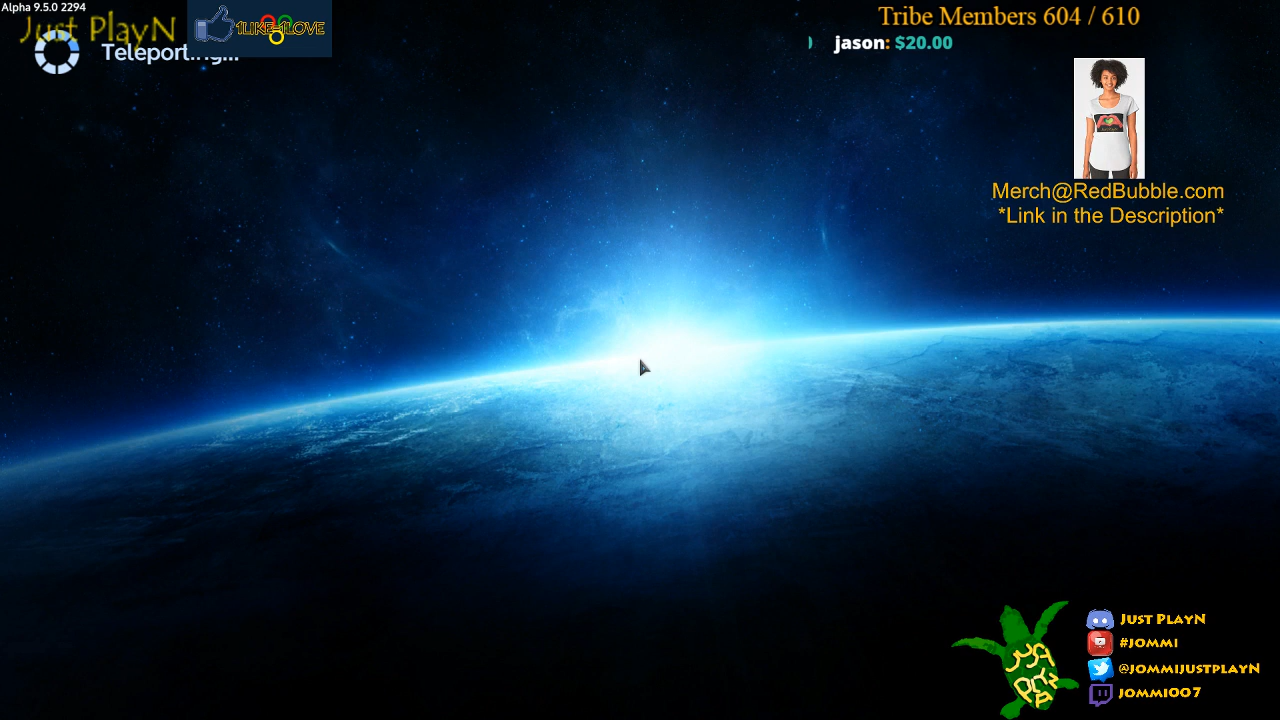 Alpha 9.5.0 2294
Just PlayN
1LIKE=1LOVE
Teleporting...
Tribe Members 604 / 610
jason: $20.00
Merch@RedBubble.com
*Link in the Description*
Just PlayN
#JOMMI
@JOMMIJUSTPLAYN
JOMMI007